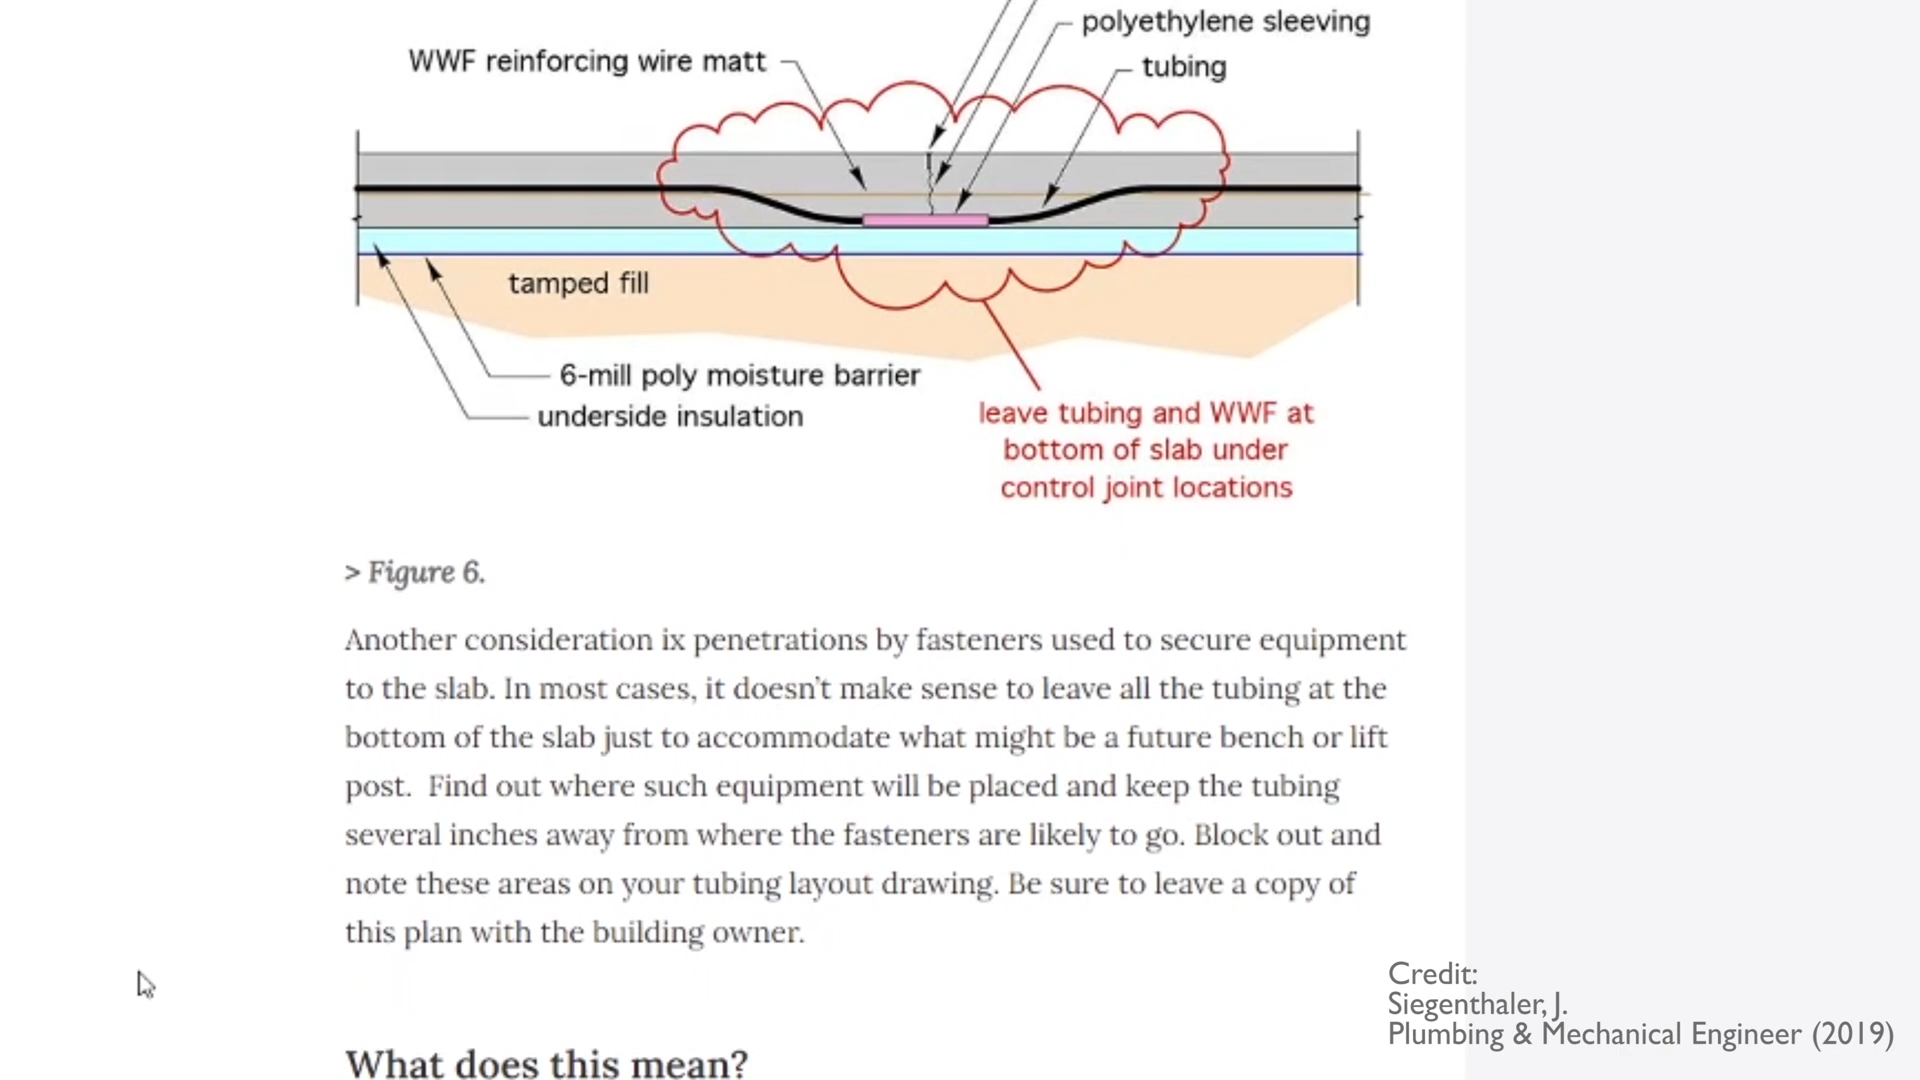 polyethylene sleeving
WWF reinforcing wire matt
tubing
tamped fill
6-mill poly moisture barrier
underside insulation
leave tubing and WWF at
bottom of slab under
control joint locations
> Figure 6.
Another consideration ix penetrations by fasteners used to secure equipment
to the slab. In most cases, it doesn't make sense to leave all the tubing at the
bottom of the slab just to accommodate what might be a future bench or lift
post.  Find out where such equipment will be placed and keep the tubing
several inches away from where the fasteners are likely to go. Block out and
note these areas on your tubing layout drawing. Be sure to leave a copy of
this plan with the building owner.
Credit:
Siegenthaler, J.
Plumbing & Mechanical Engineer (2019)
What does this mean?